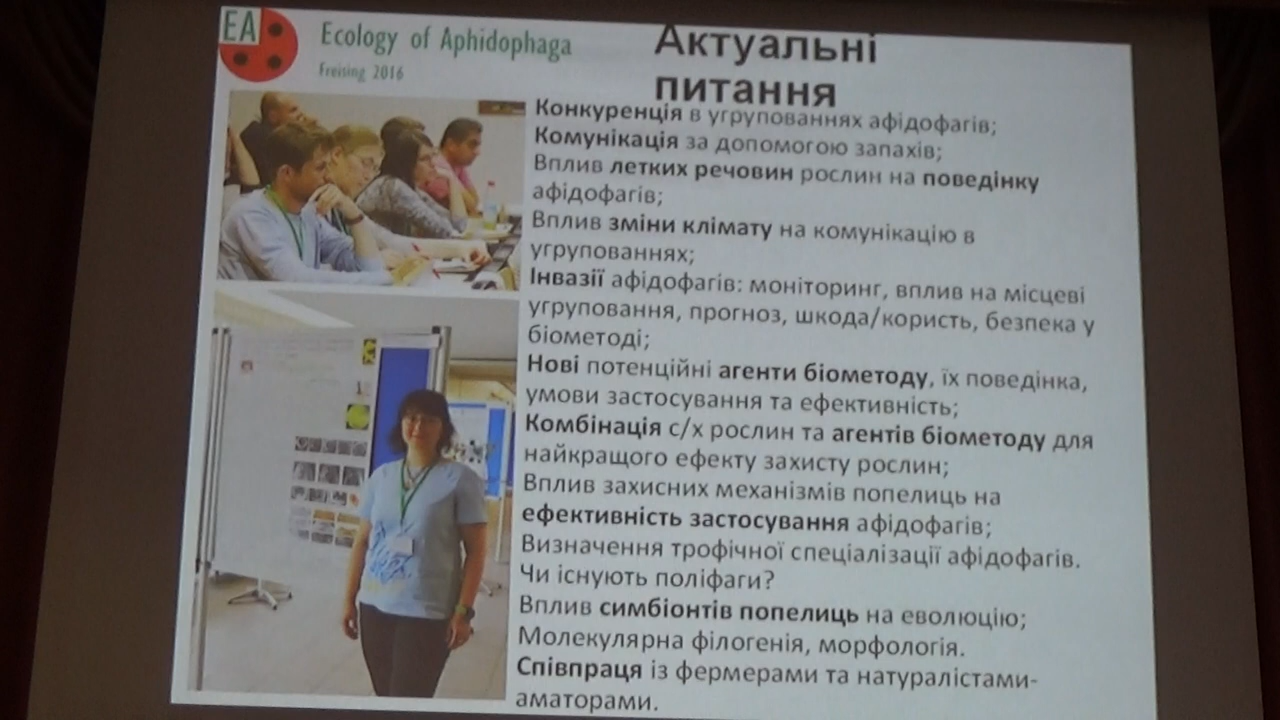 EA
Ecology of Aphidophaga
Freising 2016
Актуальні
питання
Конкуренція в угрупованнях афідофагів;
Комунікація за допомогою запахів;
Вплив летких речовин рослин на поведінку
афідофагів;
Вплив зміни клімату на комунікацію в
угрупованнях;
Інвазії афідофагів: моніторинг, вплив на місцеві
угруповання, прогноз, шкода/користь, безпека у
біометоді;
Нові потенційні агенти біометоду, їх поведінка,
умови застосування та ефективність;
Комбінація с/х рослин та агентів біометоду для
найкращого ефекту захисту рослин;
Вплив захисних механізмів попелиць на
ефективність застосування афідофагів;
Визначення трофічної спеціалізації афідофагів.
Чи існують поліфаги?
Вплив симбіонтів попелиць на еволюцію;
Молекулярна філогенія, морфологія.
Співпраця із фермерами та натуралістами-
аматорами.